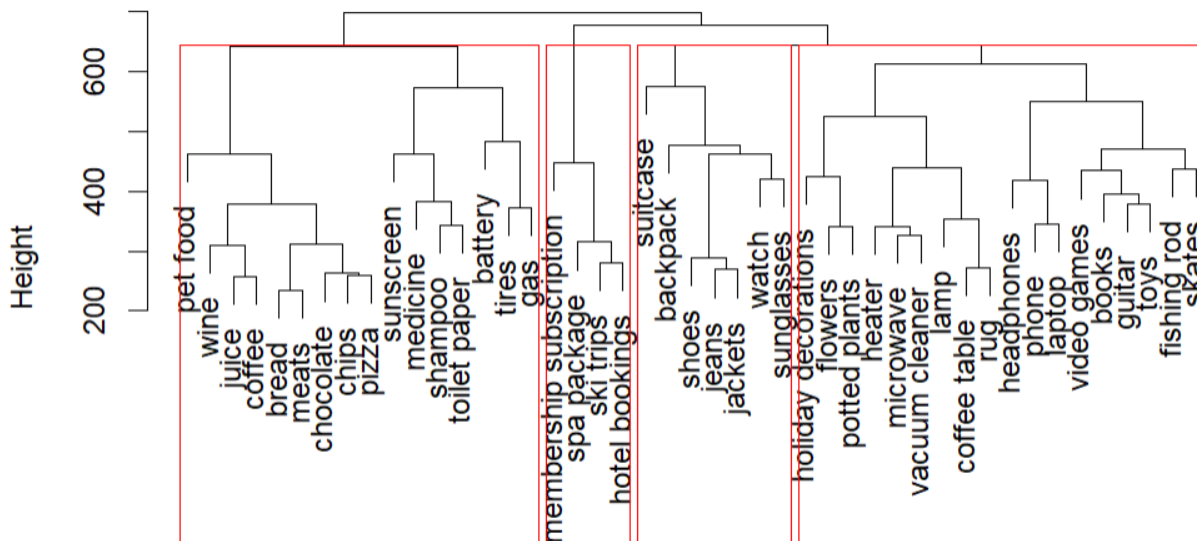 Height
200
400
600
pet food
wine
juice
coffee
bread
meats
chocolate
chips
pizza
sunscreen
medicine
shampoo
toilet paper
battery
tires
gas
membership subscription
spa package
ski trips
hotel bookings
suitcase
backpack
shoes
jeans
jackets
watch
sunglasses
holiday decorations
flowers
potted plants
heater
microwave
vacuum cleaner
lamp
coffee table
rug
headphones
phone
laptop
video games
books
guitar
toys
fishing rod
skates